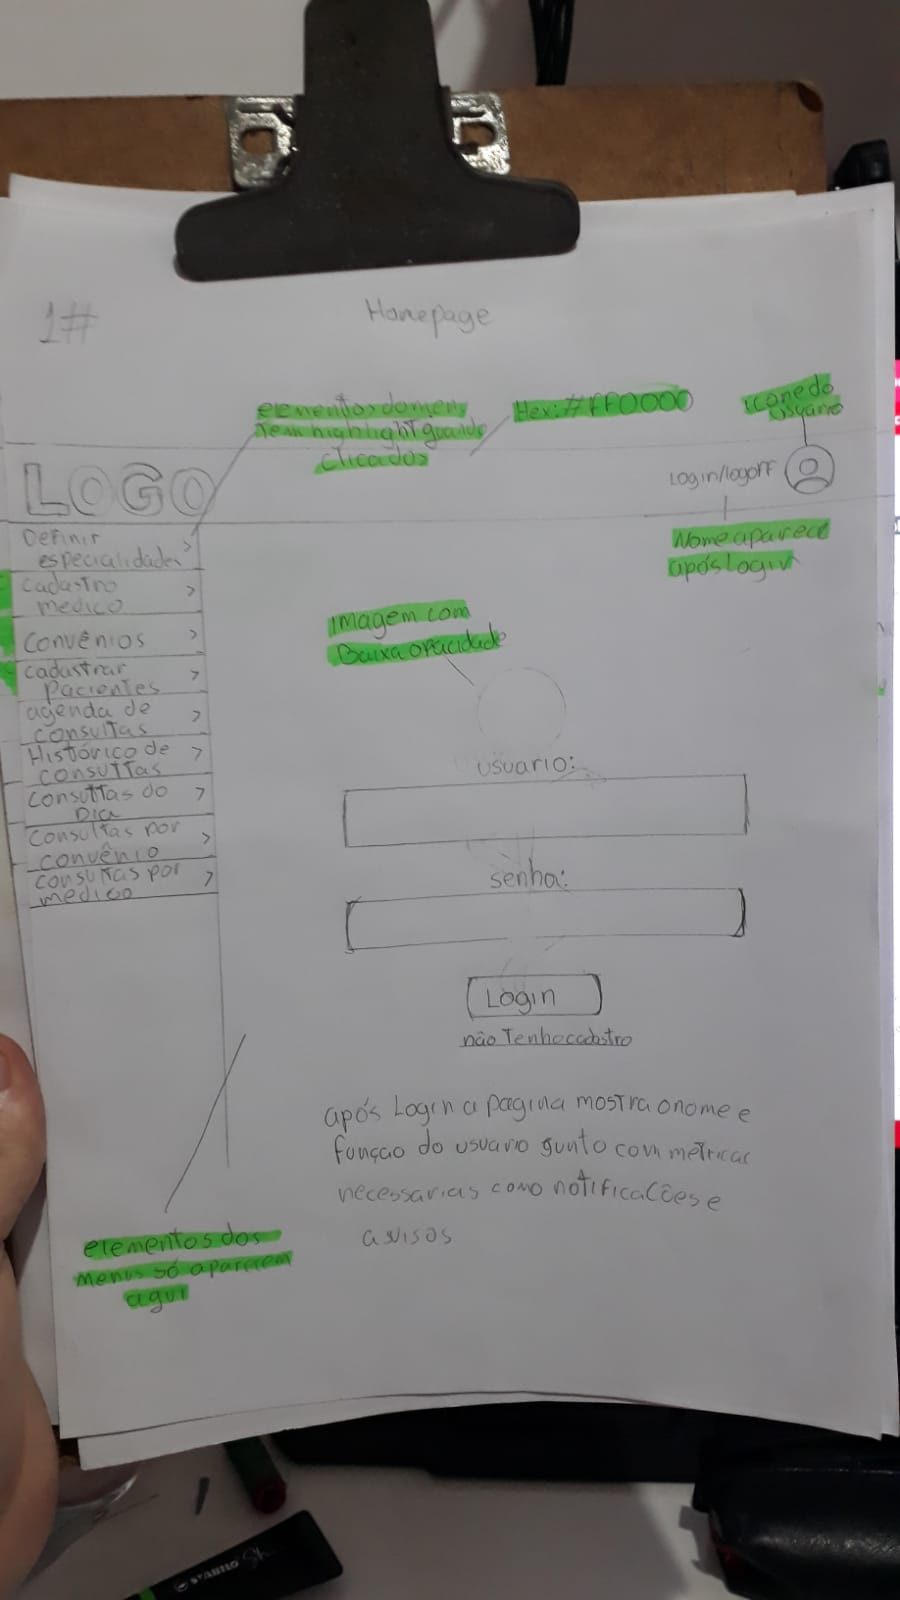 1#
Homepage
elementos do menu
tem highlight quando
clicados
Hex: #FF0000
icone do
usuario
LOGO
Login/logoff
Nome aparece
após login
Definir
especialidades >
Cadastro
medico >
Convênios >
cadastrar
pacientes >
agenda de
consultas >
Histórico de
consultas >
Consultas do
Dia >
Consultas por
convênio >
consultas por
medico >
imagem com
Baixa opacidade
usuario:
senha:
Login
não Tenho cadastro
após Login a pagina mostra o nome e
função do usuario gunto com métricas
necessarias como notificações e
avisos
elementos dos
menus só aparecem
aqui
STABILO